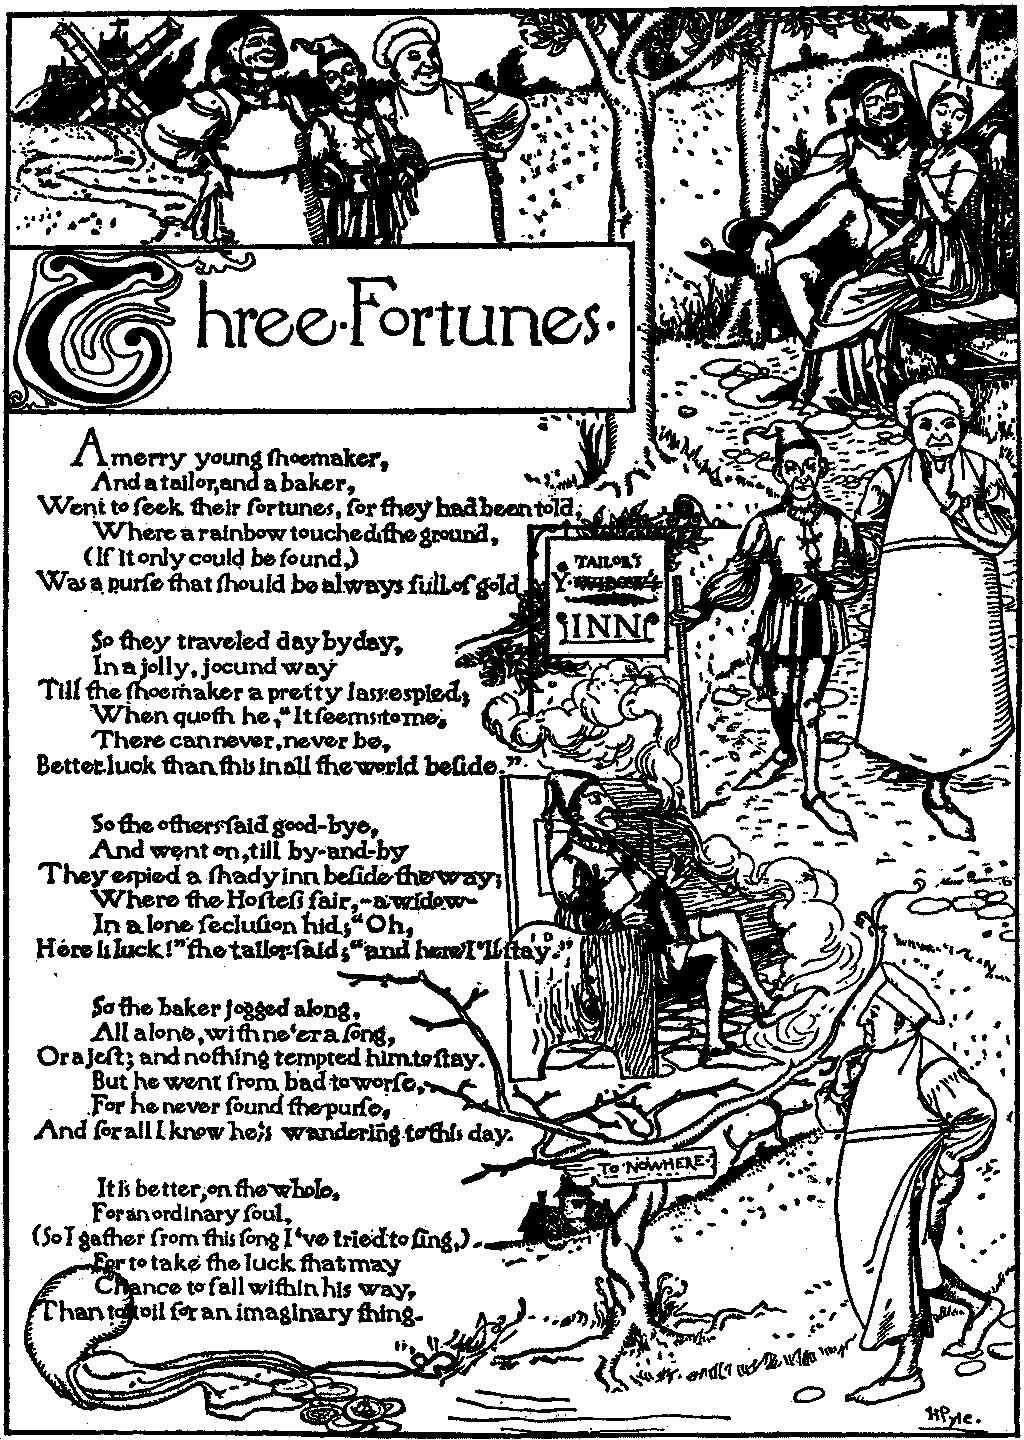 Three·Fortunes·
A merry young ſhoemaker,
And a tailor, and a baker,
Went to ſeek their fortunes, for they had been told,
Where a rainbow touched the ground,
(If it only could be found,)
Was a purſe that ſhould be always full of gold.
So they traveled day by day,
In a jolly, jocund way
Till the ſhoemaker a pretty laſs eſpied;
When quoth he, "It ſeems to me,
There can never, never be,
Better luck than this in all the world beſide."
So the others ſaid good-bye,
And went on, till by-and-by
They eſpied a ſhady inn beſide the way;
Where the Hoſteſſ fair,-a widow-
In a lone ſecluſion hid; "Oh,
Here is luck!" the tailor ſaid; "and here I'll ſtay."
So the baker jogged along,
All alone, with ne'er a ſong,
Or a jeſt; and nothing tempted him to ſtay.
But he went from bad to worſe,
For he never found the purſe,
And for all I know he is wandering to this day.
It is better, on the whole,
For an ordinary ſoul,
(So I gather from this ſong I've tried to ſing,)
For to take the luck that may
Chance to fall within his way,
Than to toil for an imaginary thing.
TAILOR'S
INN
TO NOWHERE
HPyle.